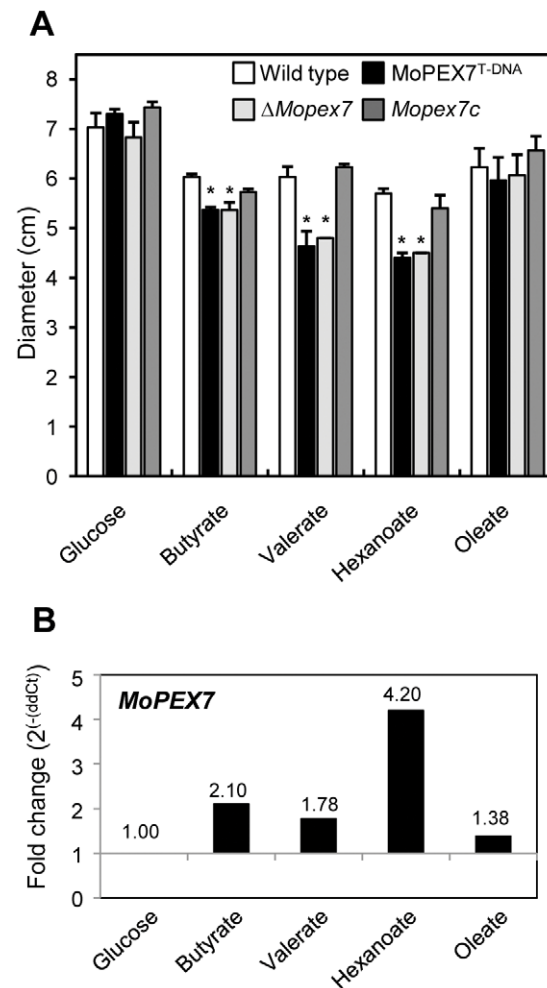 A
Wild type MoPEX7T-DNA
ΔMopex7 Mopex7c
8
7
6
5
4
3
2
1
0
Diameter (cm)
* * * * * *
Glucose Butyrate Valerate Hexanoate Oleate
B
MoPEX7
5
4
3
2
1
0
Fold change (2(-(ddCt))
1.00 2.10 1.78 4.20 1.38
Glucose Butyrate Valerate Hexanoate Oleate